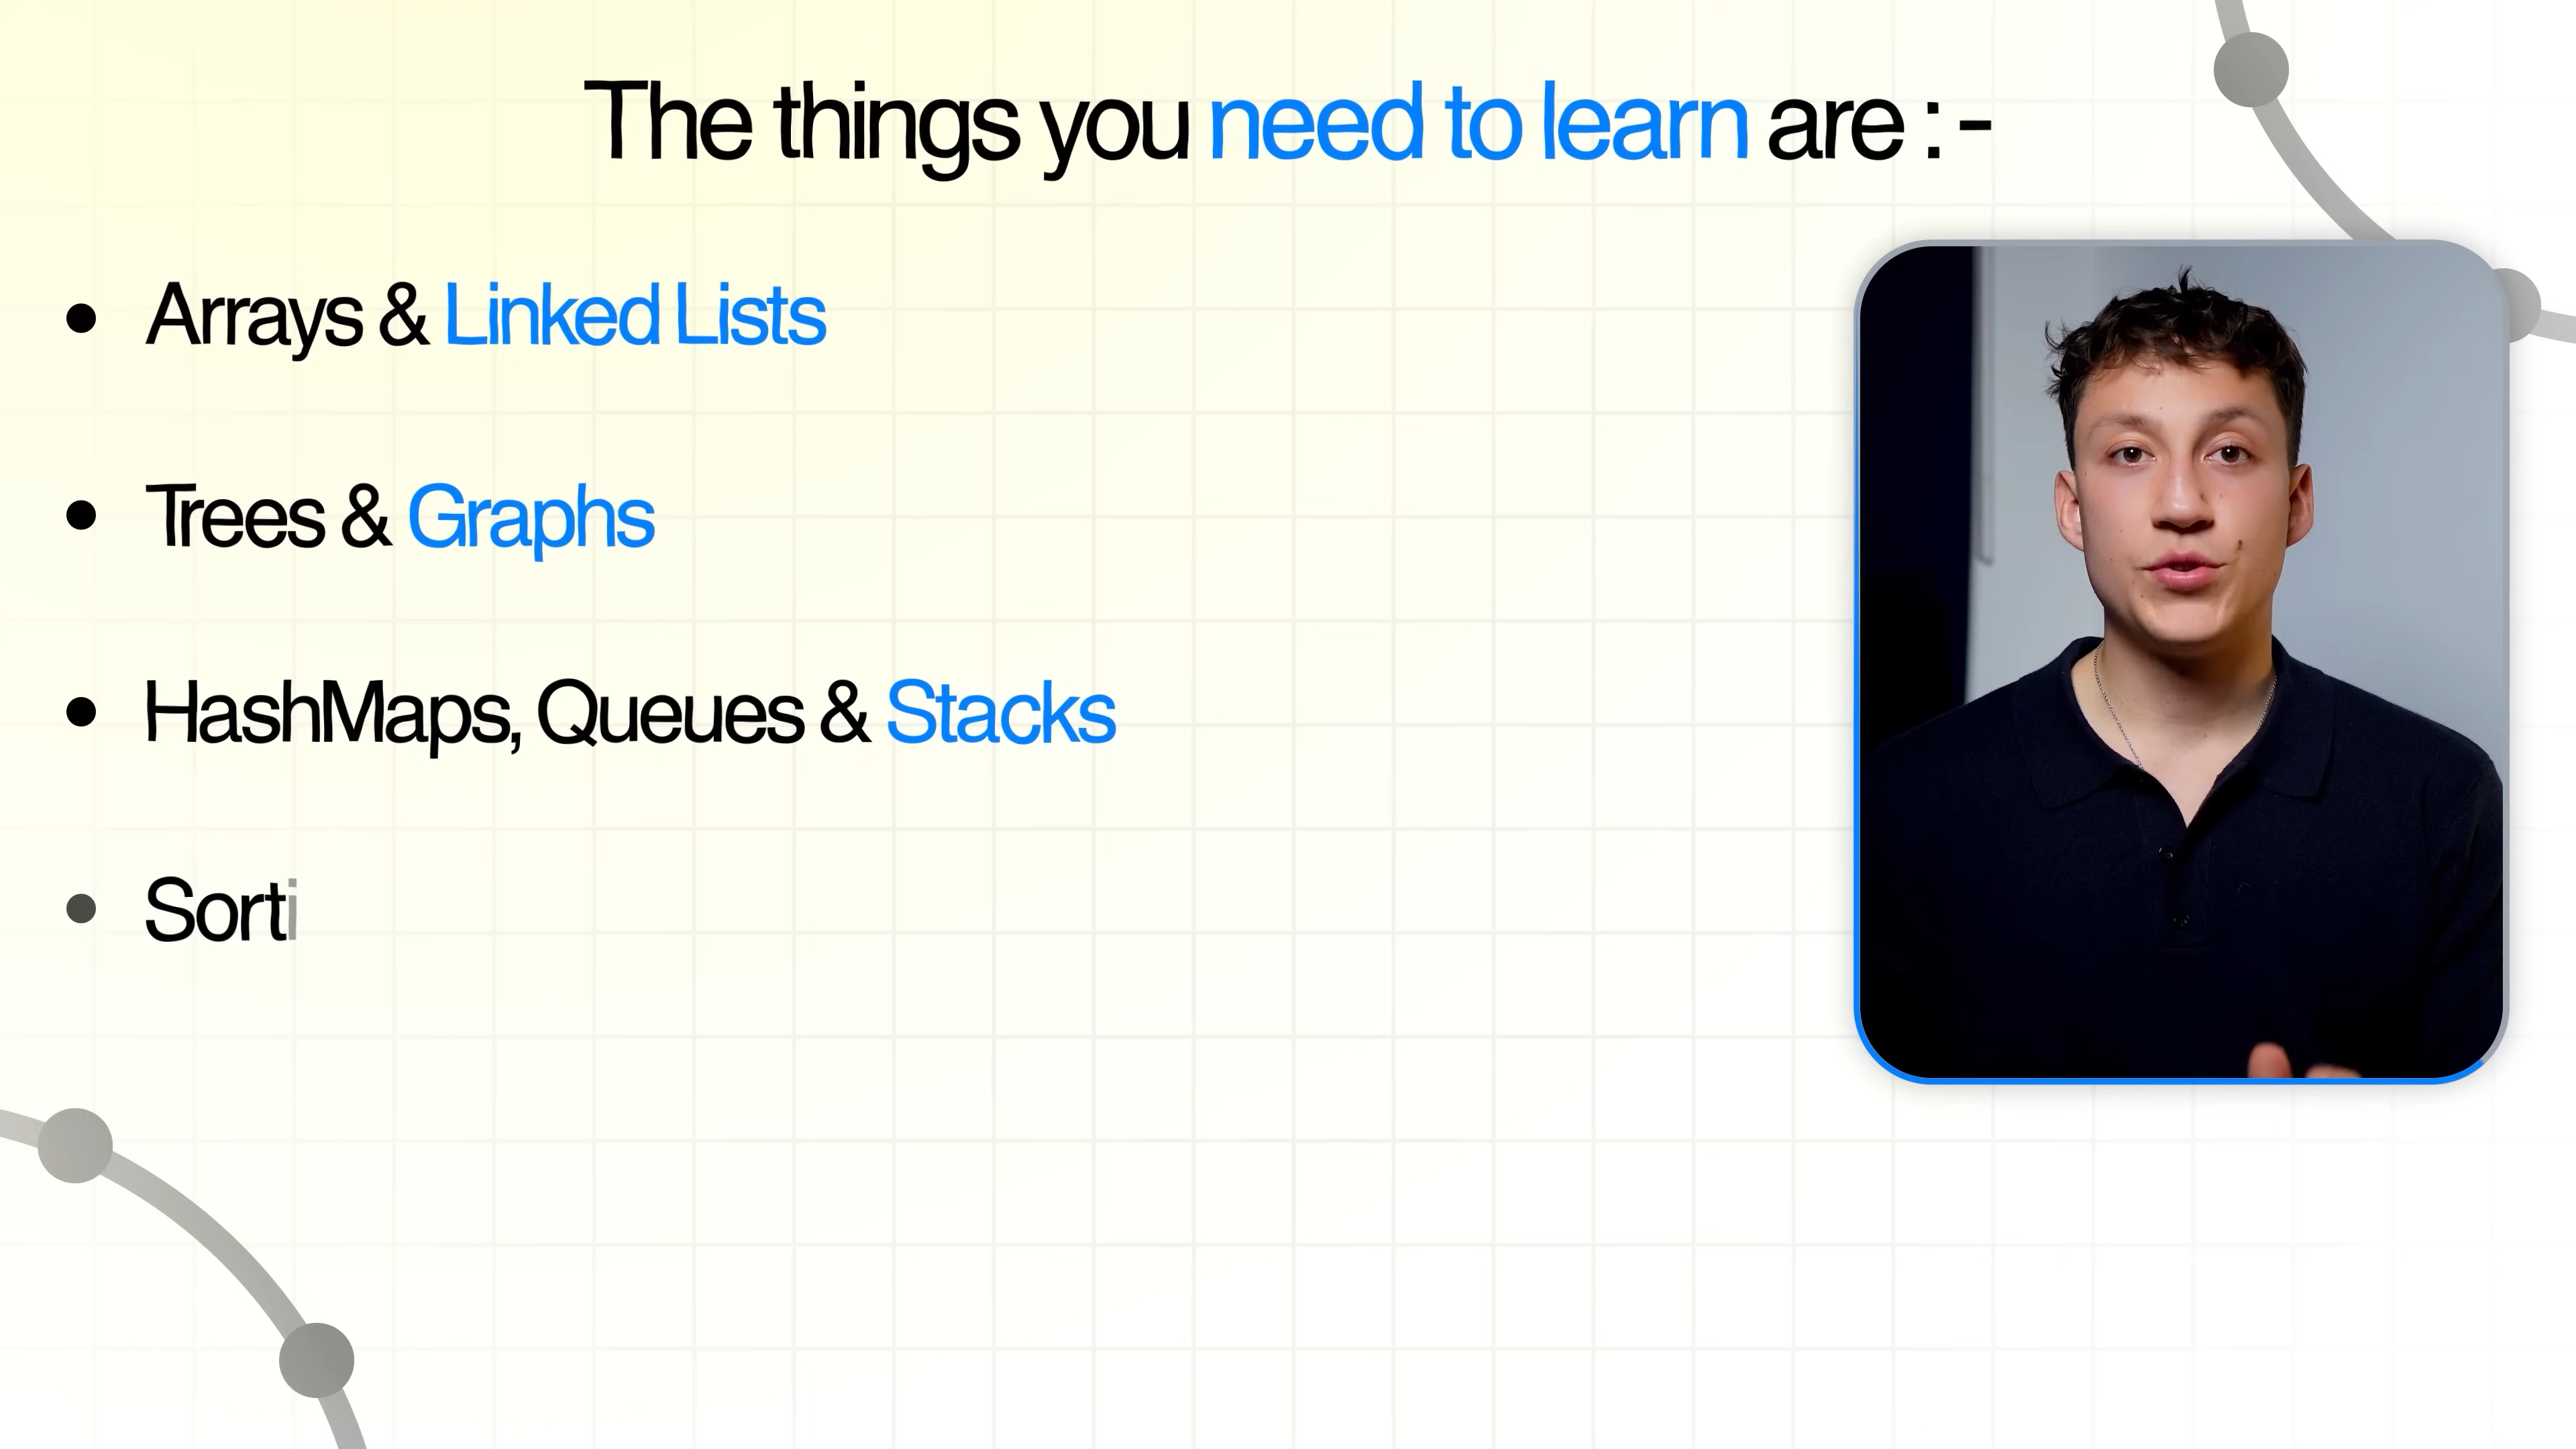 The things you need to learn are :-
• Arrays & Linked Lists
• Trees & Graphs
• HashMaps, Queues & Stacks
• Sorti